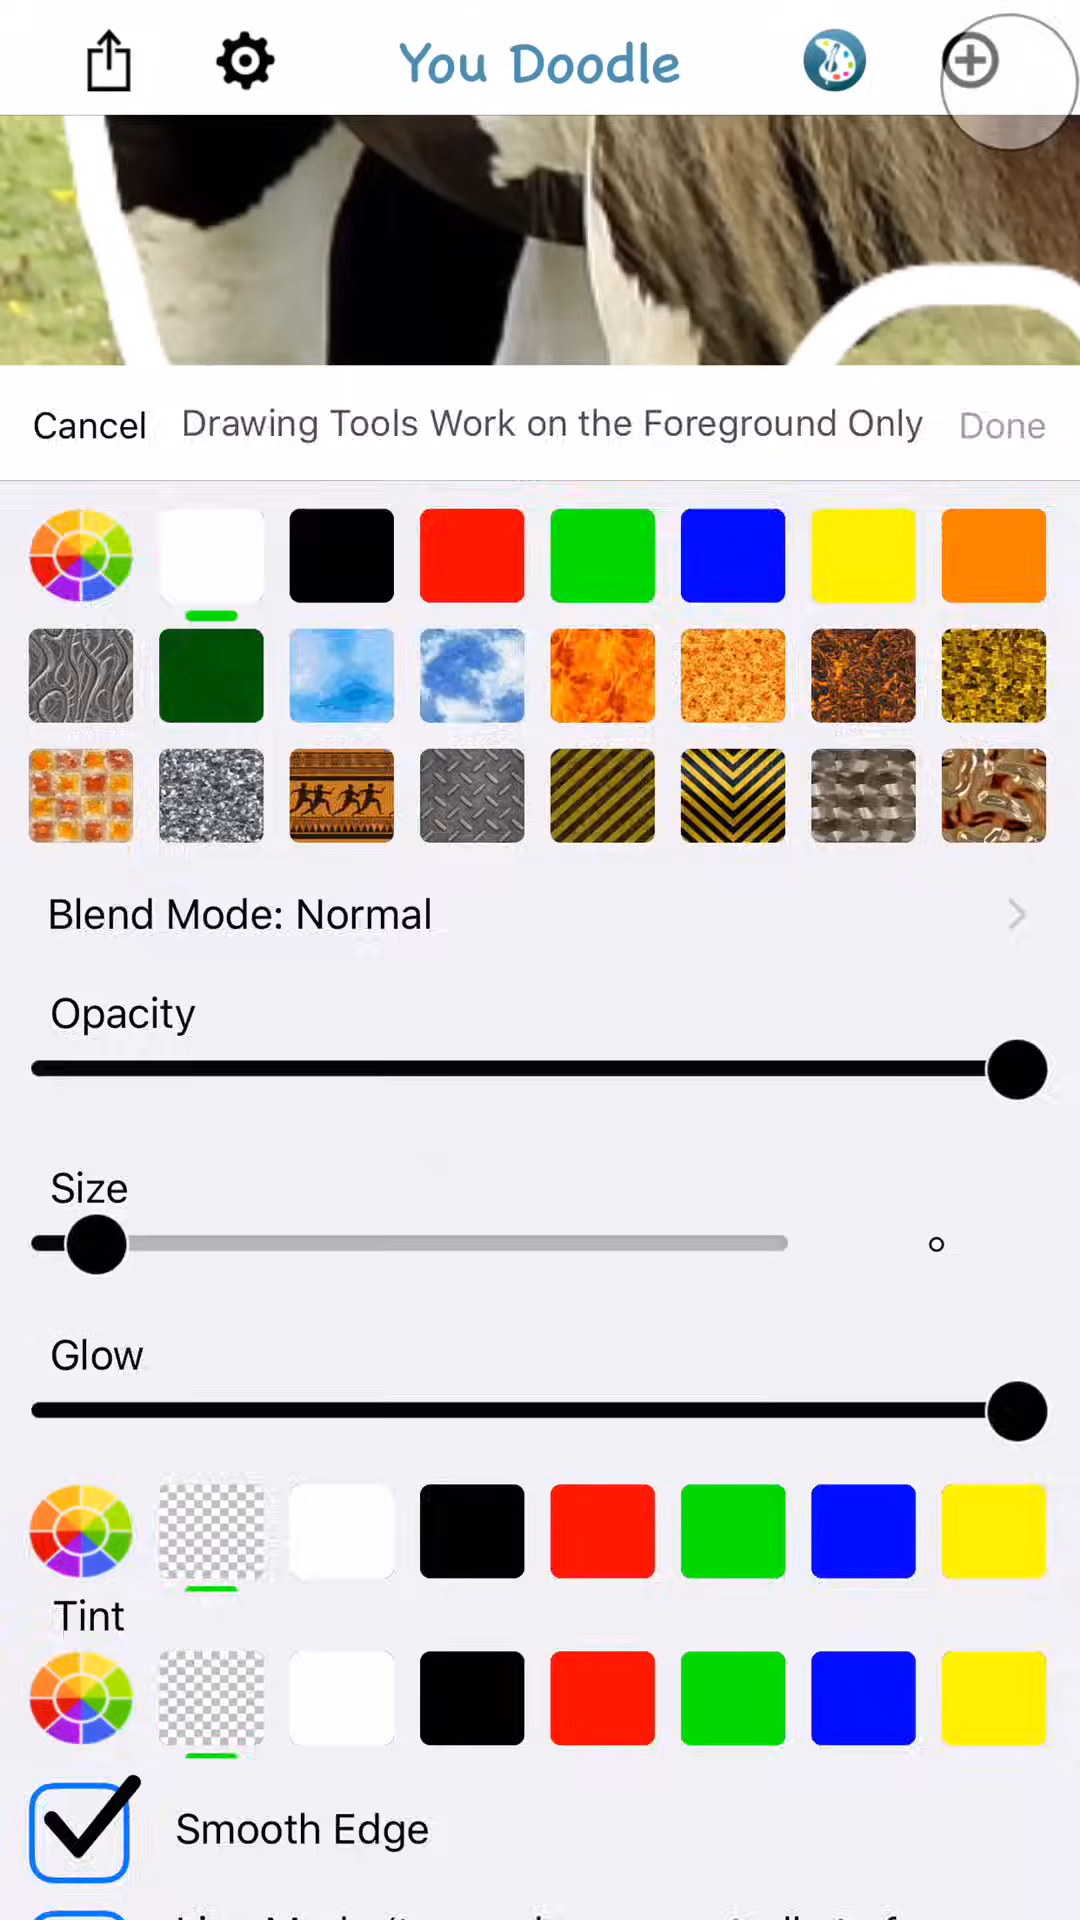 You Doodle
Cancel Drawing Tools Work on the Foreground Only Done
Blend Mode: Normal
Opacity
Size
Glow
Tint
Smooth Edge